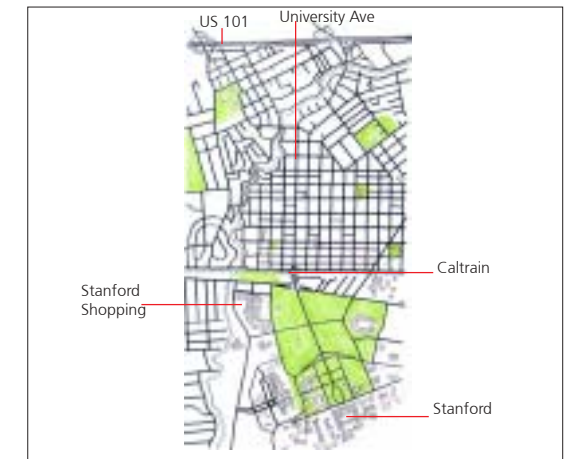 US 101
University Ave
Caltrain
Stanford
Shopping
Stanford